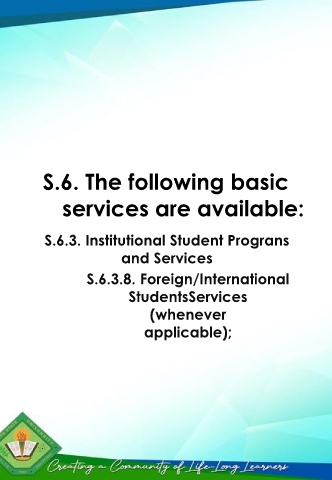 S.6. The following basic
services are available:
S.6.3. Institutional Student Prograns
and Services
S.6.3.8. Foreign/International
StudentsServices
(whenever
applicable);
Creating a Community of Life-Long Learners